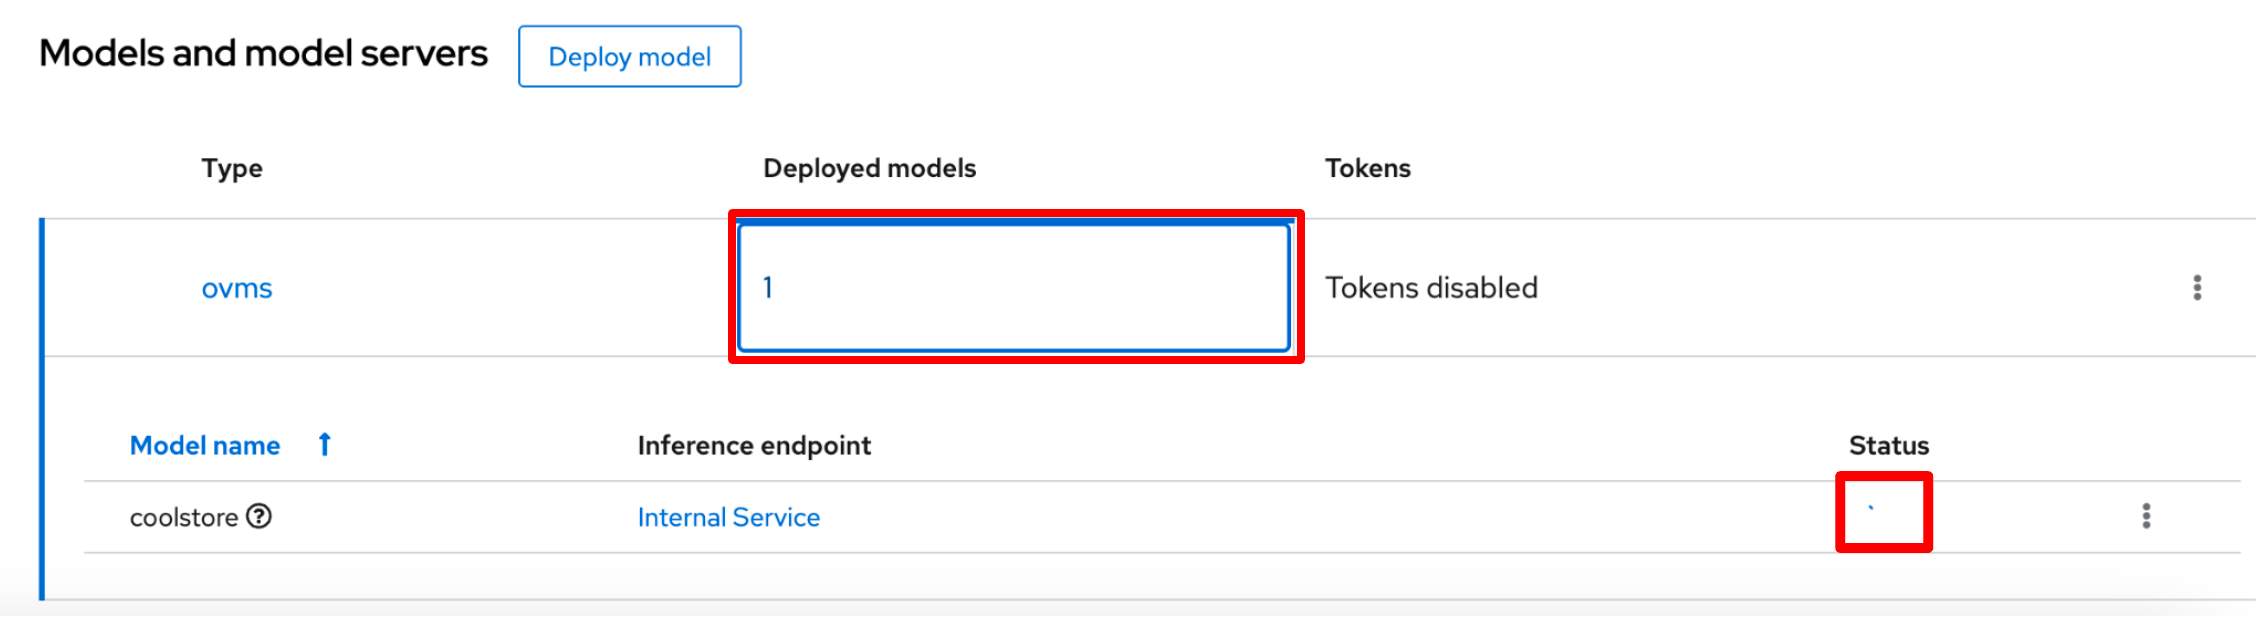 Models and model servers
Deploy model
Type Deployed models Tokens
ovms 1 Tokens disabled
Model name Inference endpoint Status
coolstore Internal Service